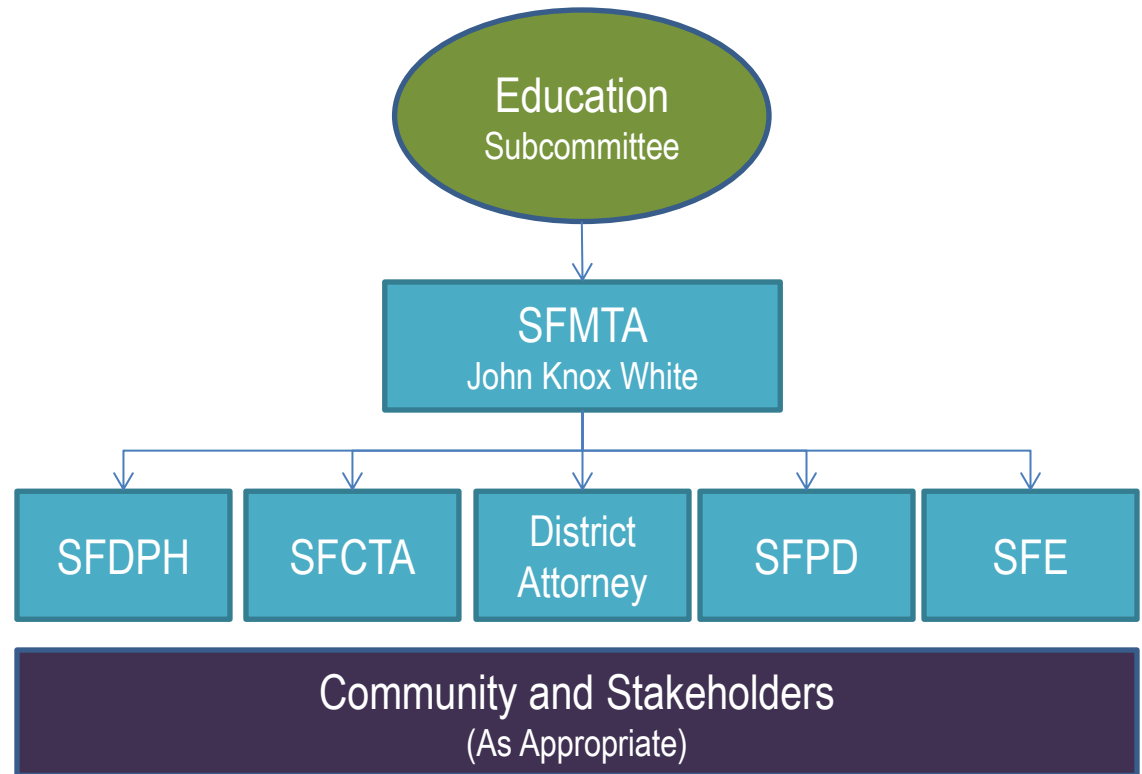 Education
Subcommittee
SFMTA
John Knox White
SFDPH
SFCTA
District
Attorney
SFPD
SFE
Community and Stakeholders
(As Appropriate)